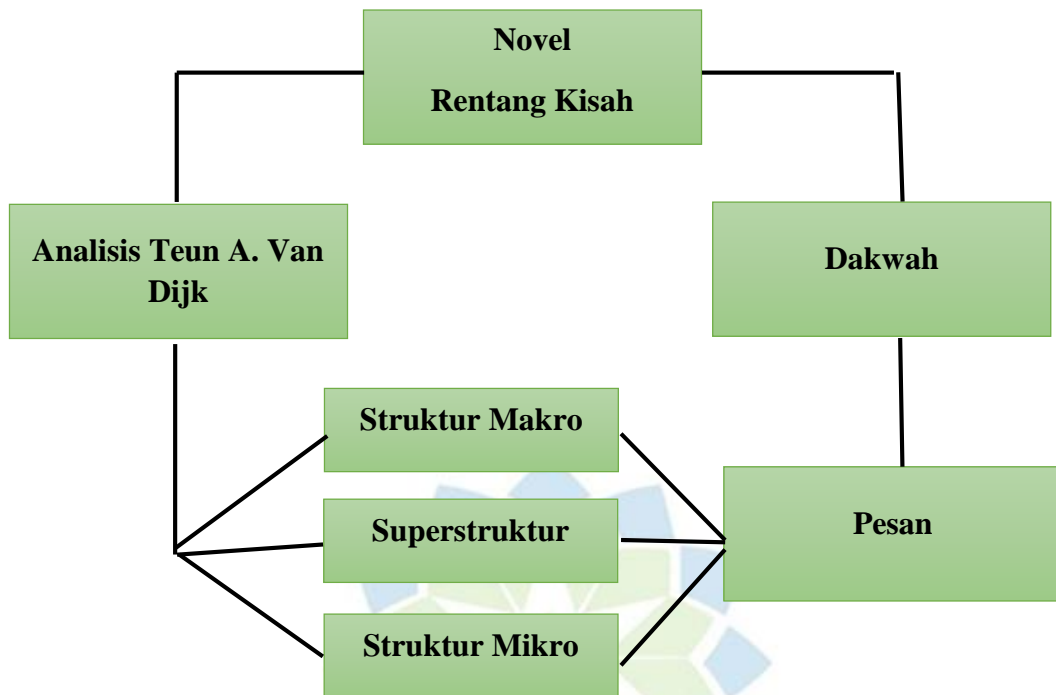 Novel
Rentang Kisah
Analisis Teun A. Van
Dijk
Dakwah
Struktur Makro
Superstruktur
Pesan
Struktur Mikro